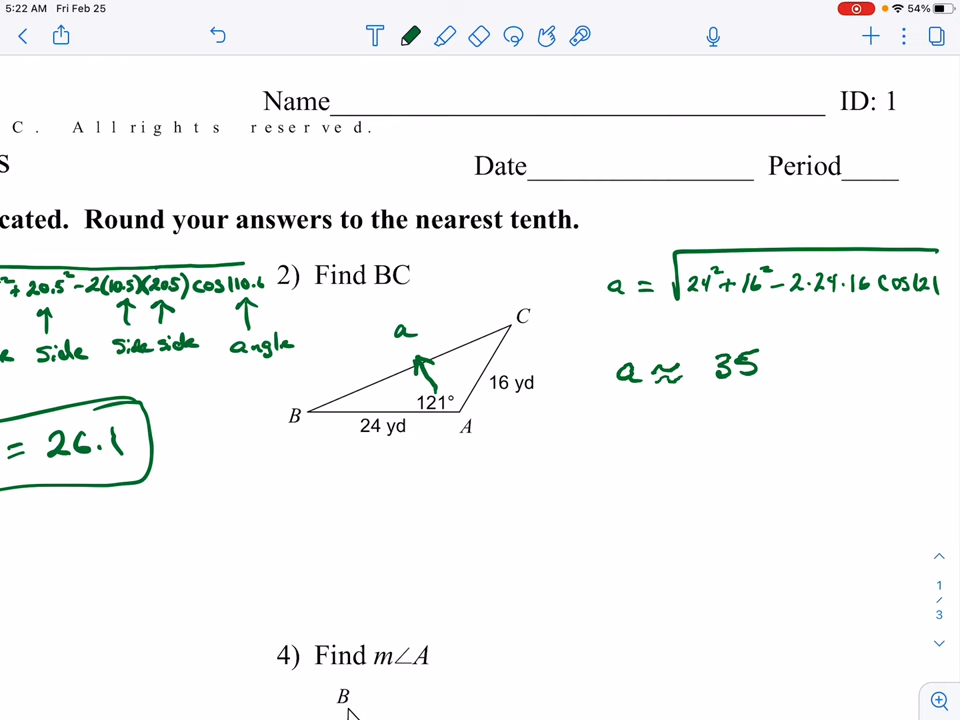 5:22 AM Fri Feb 25
54%
T
Name ID: 1
C. All rights reserved.
S
Date Period
cated. Round your answers to the nearest tenth.
² + 20.5² - 2(10.5)(20.5) cos 110.6
side side side angle
= 26.1
2) Find BC
a
C
16 yd
121°
B
24 yd
A
a = √24² + 16² - 2·24·16 cos 121
a ≈ 35
4) Find m∠A
B
1
/
3